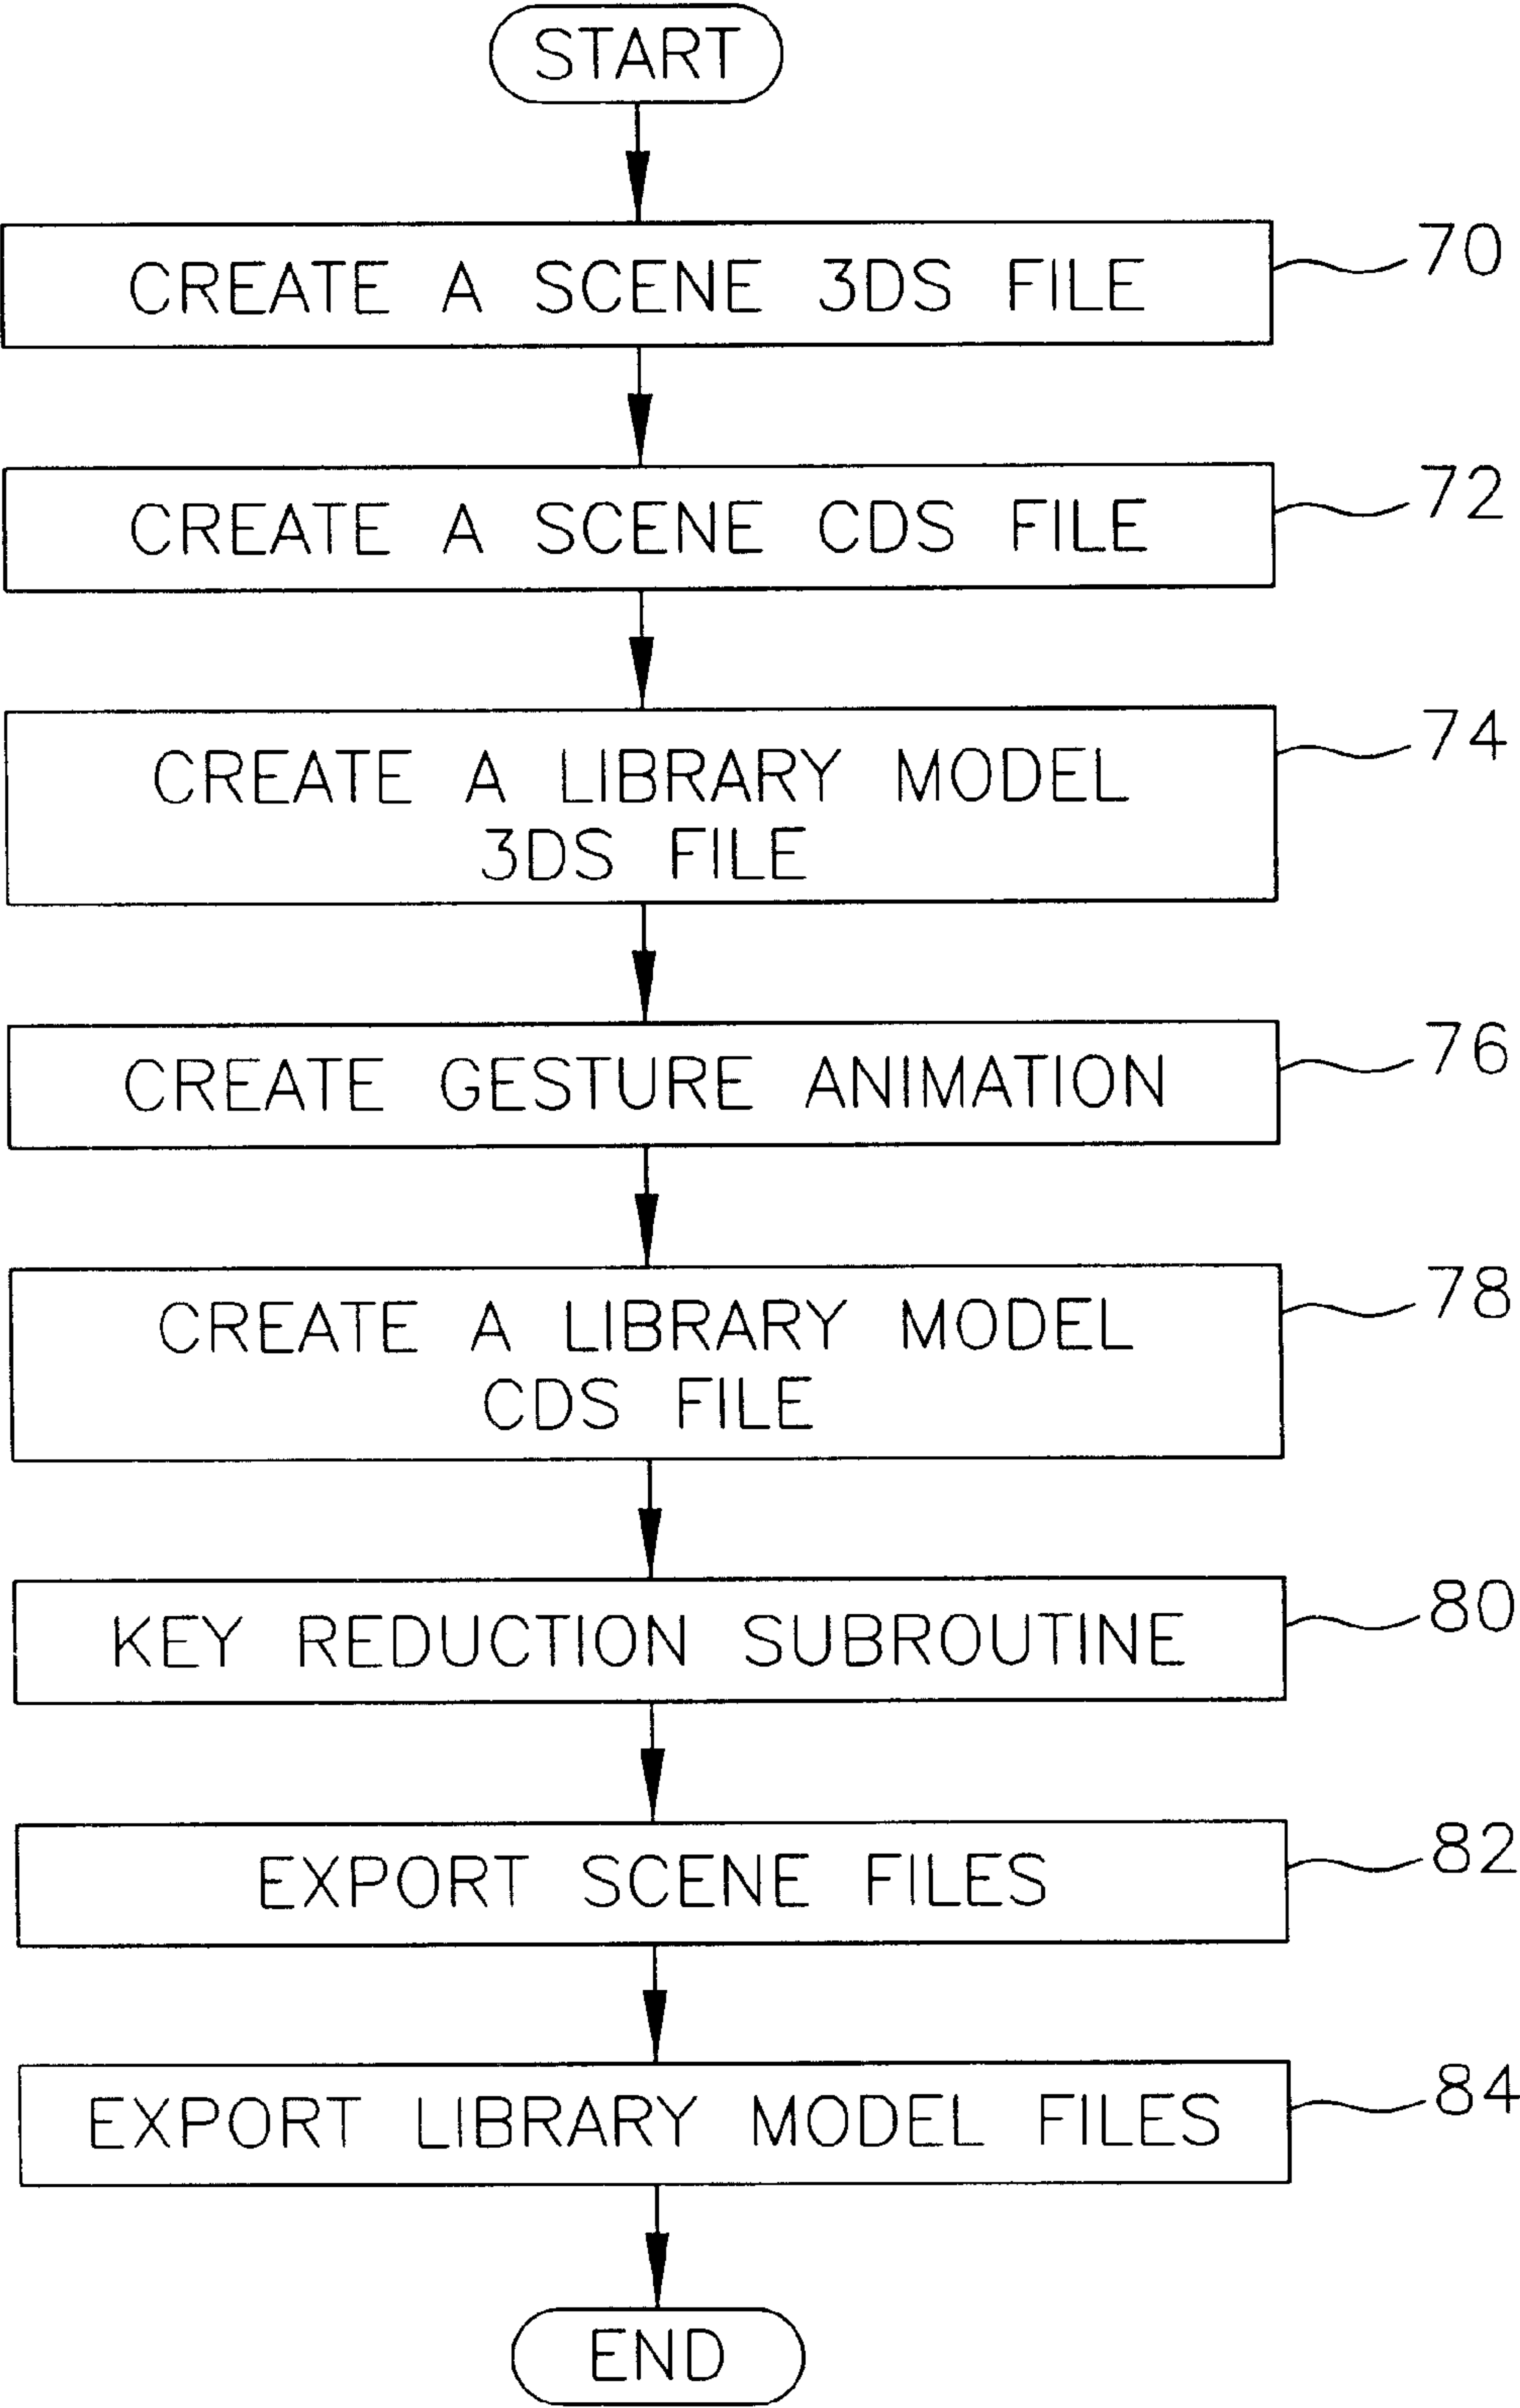 START
CREATE A SCENE 3DS FILE
70
CREATE A SCENE CDS FILE
72
CREATE A LIBRARY MODEL
3DS FILE
74
CREATE GESTURE ANIMATION
76
CREATE A LIBRARY MODEL
CDS FILE
78
KEY REDUCTION SUBROUTINE
80
EXPORT SCENE FILES
82
EXPORT LIBRARY MODEL FILES
84
END